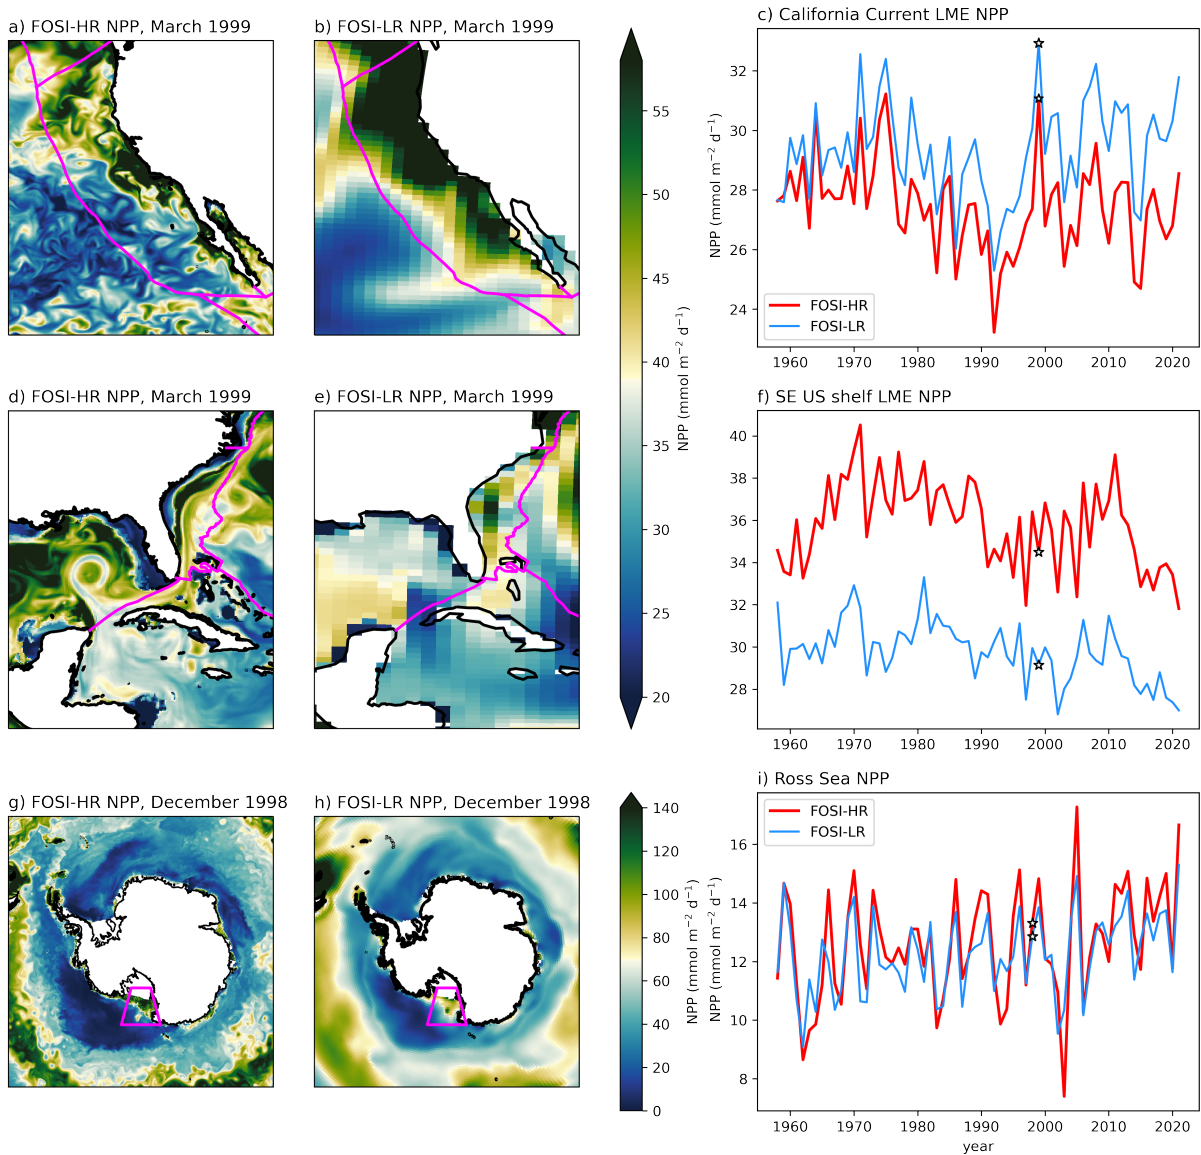 a) FOSI-HR NPP, March 1999
b) FOSI-LR NPP, March 1999
55
50
45
40
35
30
25
20
NPP (mmol m⁻² d⁻¹)
c) California Current LME NPP
32
30
28
26
24
NPP (mmol m⁻² d⁻¹)
FOSI-HR
FOSI-LR
1960 1970 1980 1990 2000 2010 2020
d) FOSI-HR NPP, March 1999
e) FOSI-LR NPP, March 1999
f) SE US shelf LME NPP
40
38
36
34
32
30
28
1960 1970 1980 1990 2000 2010 2020
g) FOSI-HR NPP, December 1998
h) FOSI-LR NPP, December 1998
140
120
100
80
60
40
20
0
NPP (mmol m⁻² d⁻¹)
i) Ross Sea NPP
FOSI-HR
FOSI-LR
16
14
12
10
8
NPP (mmol m⁻² d⁻¹)
1960 1970 1980 1990 2000 2010 2020
year